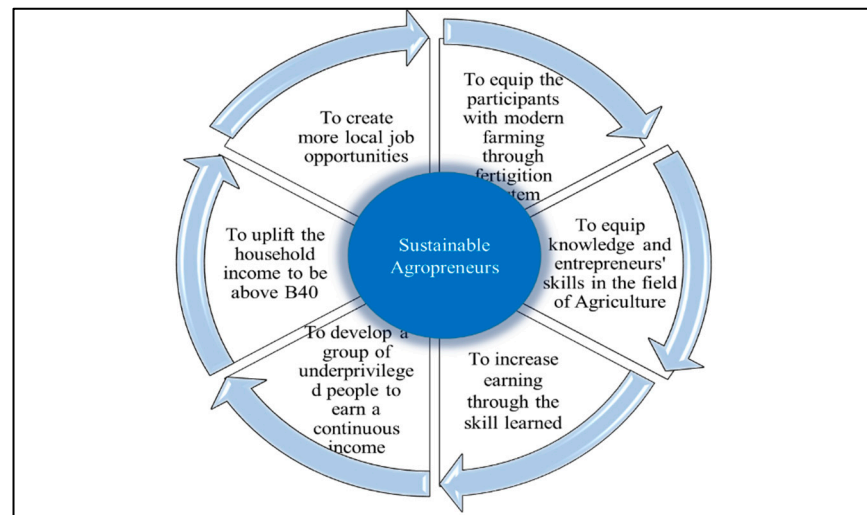 To equip the
participants
with modern
farming
through
fertigition
To equip
knowledge and
entrepreneurs'
skills in the field
of Agriculture
To increase
earning
through the
skill learned
To develop a
group of
underprivilege
d people to
earn a
continuous
income
To uplift the
household
income to be
above B40
To create
more local job
opportunities
Sustainable
Agropreneurs